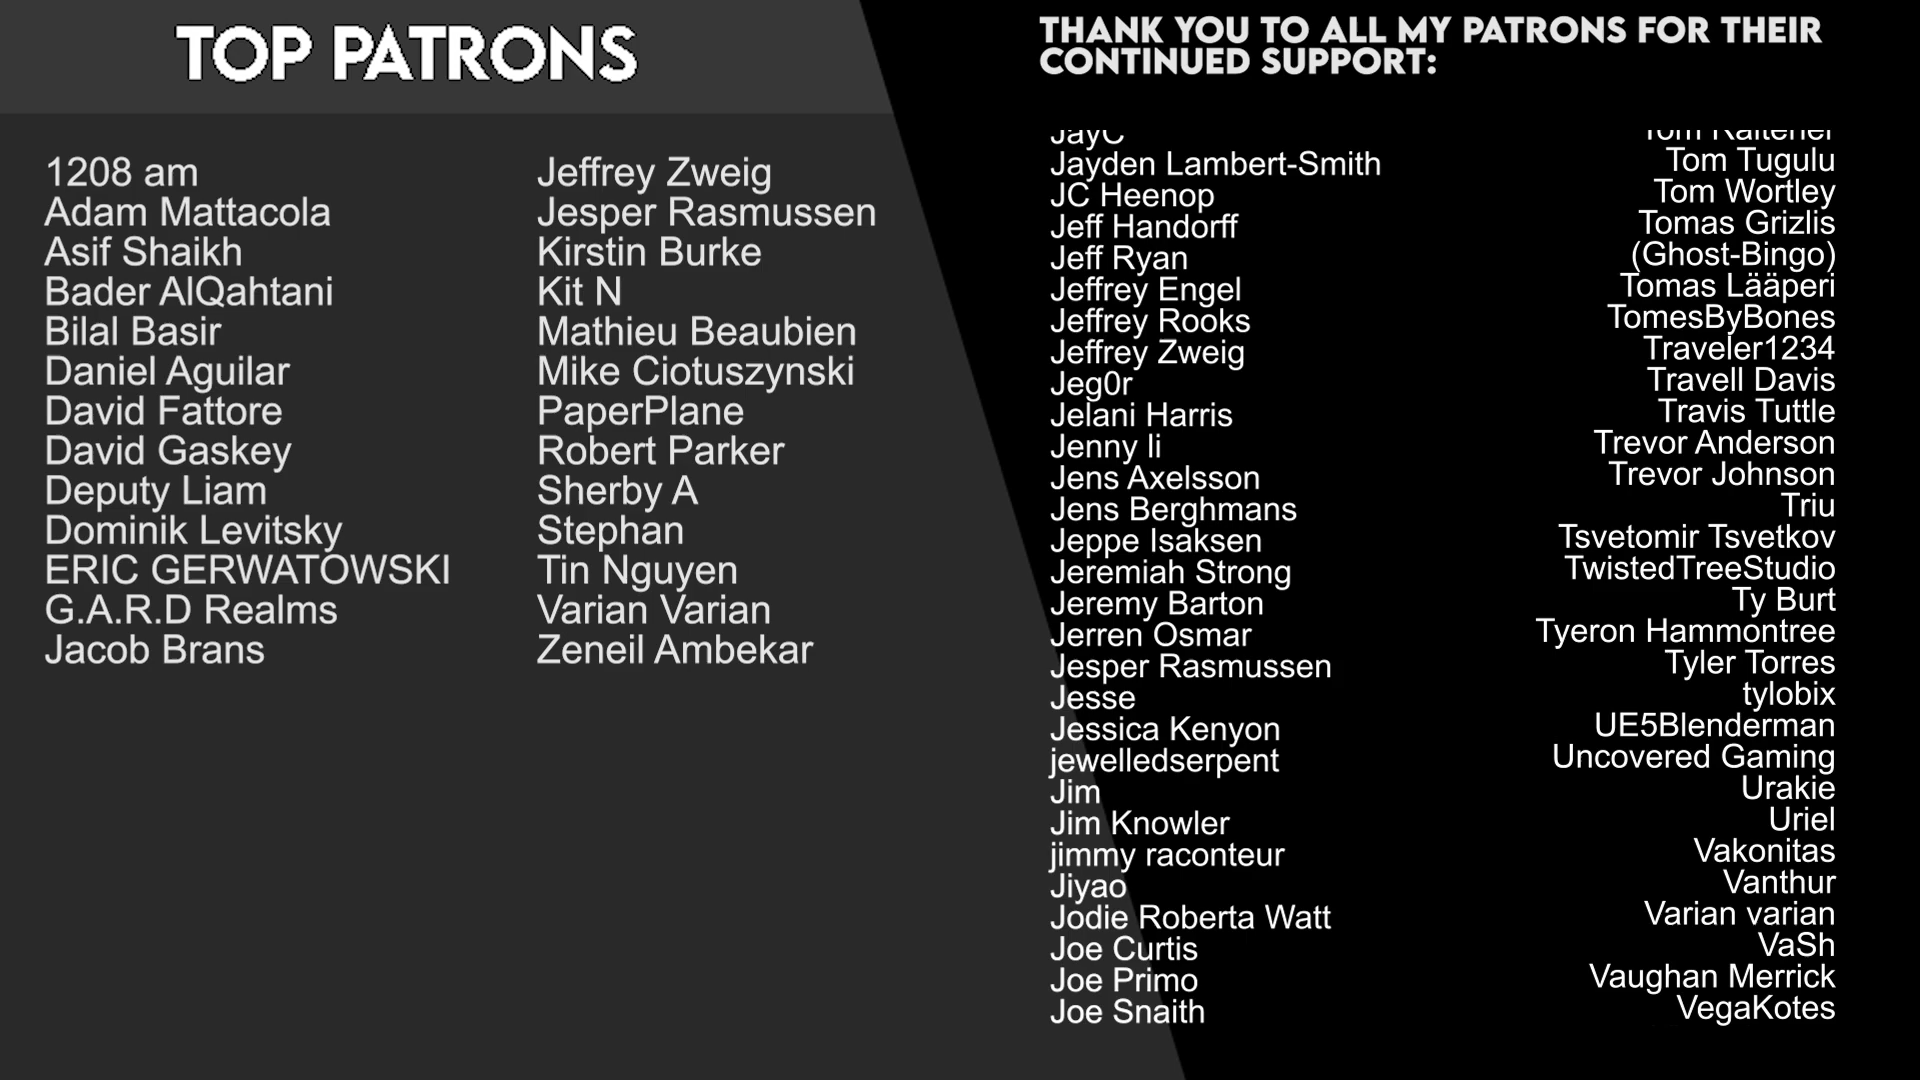 TOP PATRONS
1208 am
Adam Mattacola
Asif Shaikh
Bader AlQahtani
Bilal Basir
Daniel Aguilar
David Fattore
David Gaskey
Deputy Liam
Dominik Levitsky
ERIC GERWATOWSKI
G.A.R.D Realms
Jacob Brans
Jeffrey Zweig
Jesper Rasmussen
Kirstin Burke
Kit N
Mathieu Beaubien
Mike Ciotuszynski
PaperPlane
Robert Parker
Sherby A
Stephan
Tin Nguyen
Varian Varian
Zeneil Ambekar
THANK YOU TO ALL MY PATRONS FOR THEIR
CONTINUED SUPPORT:
JayC
Jayden Lambert-Smith
JC Heenop
Jeff Handorff
Jeff Ryan
Jeffrey Engel
Jeffrey Rooks
Jeffrey Zweig
Jeg0r
Jelani Harris
Jenny li
Jens Axelsson
Jens Berghmans
Jeppe Isaksen
Jeremiah Strong
Jeremy Barton
Jerren Osmar
Jesper Rasmussen
Jesse
Jessica Kenyon
jewelledserpent
Jim
Jim Knowler
jimmy raconteur
Jiyao
Jodie Roberta Watt
Joe Curtis
Joe Primo
Joe Snaith
Tom
Tom Tugulu
Tom Wortley
Tomas Grizlis
(Ghost-Bingo)
Tomas Lääperi
TomesByBones
Traveler1234
Travell Davis
Travis Tuttle
Trevor Anderson
Trevor Johnson
Triu
Tsvetomir Tsvetkov
TwistedTreeStudio
Ty Burt
Tyeron Hammontree
Tyler Torres
tylobix
UE5Blenderman
Uncovered Gaming
Urakie
Uriel
Vakonitas
Vanthur
Varian varian
VaSh
Vaughan Merrick
VegaKotes